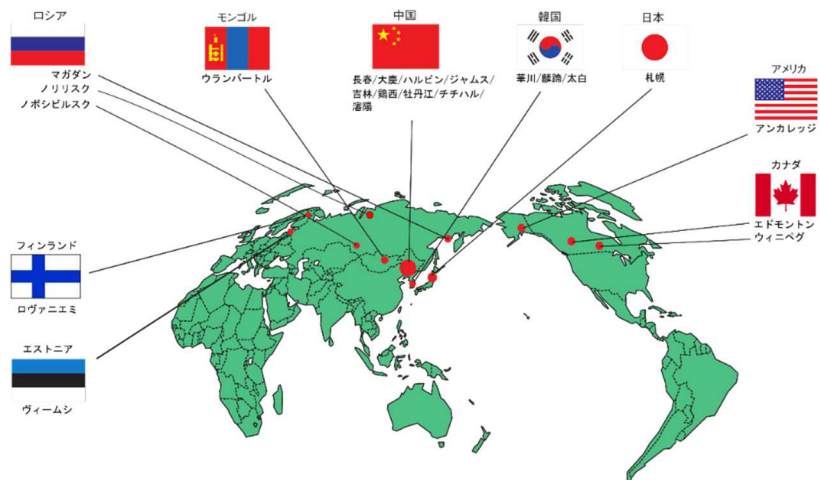 ロシア
マガダン
ノリリスク
ノボシビルスク
モンゴル
ウランバートル
中国
長春/大慶/ハルビン/ジャムス/
吉林/鶏西/牡丹江/チチハル/
瀋陽
韓国
華川/麟蹄/太白
日本
札幌
アメリカ
アンカレッジ
カナダ
エドモントン
ウィニペグ
フィンランド
ロヴァニエミ
エストニア
ヴィームシ